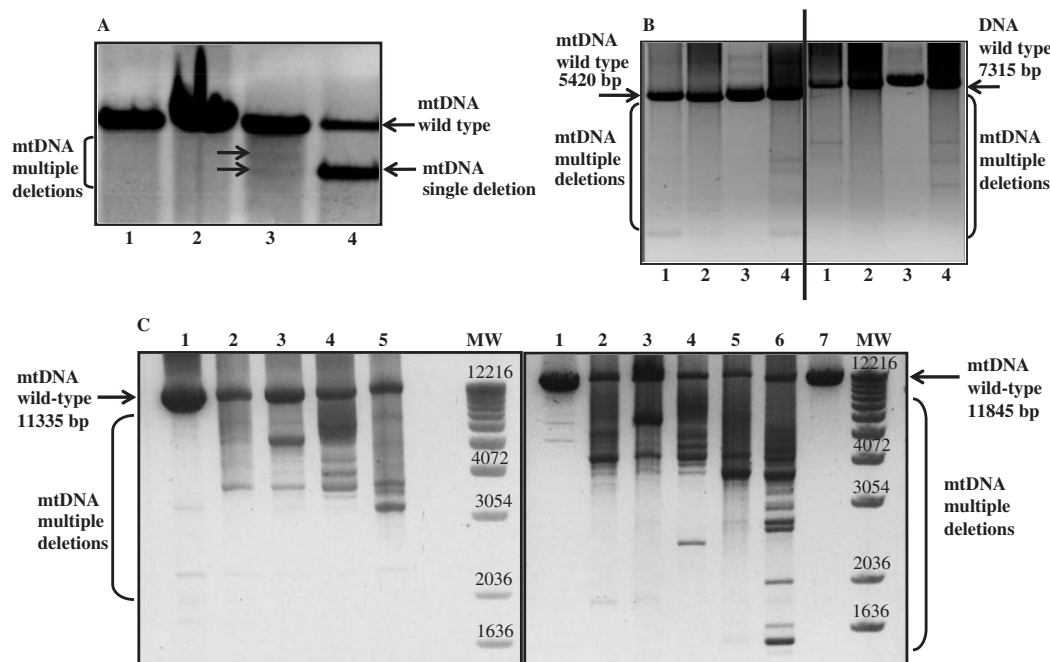 A
mtDNA
wild type
mtDNA
multiple
deletions
mtDNA
single deletion
1 2 3 4
B
mtDNA
wild type
5420 bp
DNA
wild type
7315 bp
mtDNA
multiple
deletions
mtDNA
multiple
deletions
1 2 3 4 1 2 3 4
C
1 2 3 4 5 MW
mtDNA
wild-type
11335 bp
mtDNA
multiple
deletions
12216
4072
3054
2036
1636
1 2 3 4 5 6 7 MW
12216
4072
3054
2036
1636
mtDNA
wild-type
11845 bp
mtDNA
multiple
deletions